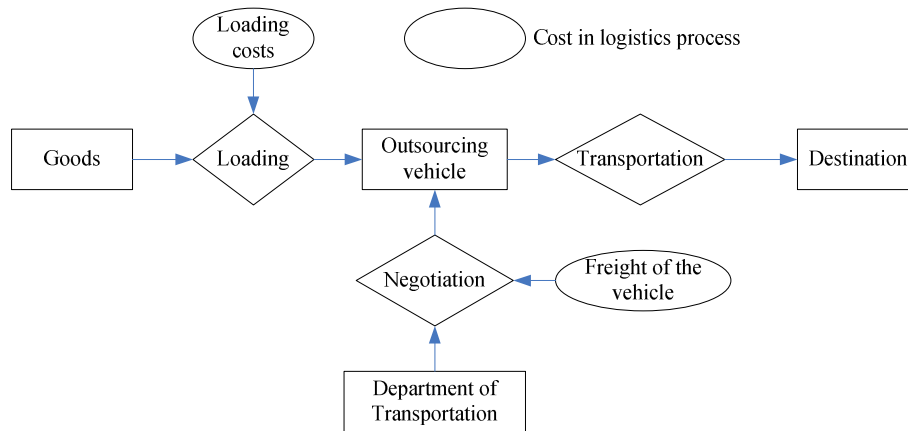 Loading
costs
Cost in logistics process
Goods
Loading
Outsourcing
vehicle
Transportation
Destination
Negotiation
Freight of the
vehicle
Department of
Transportation